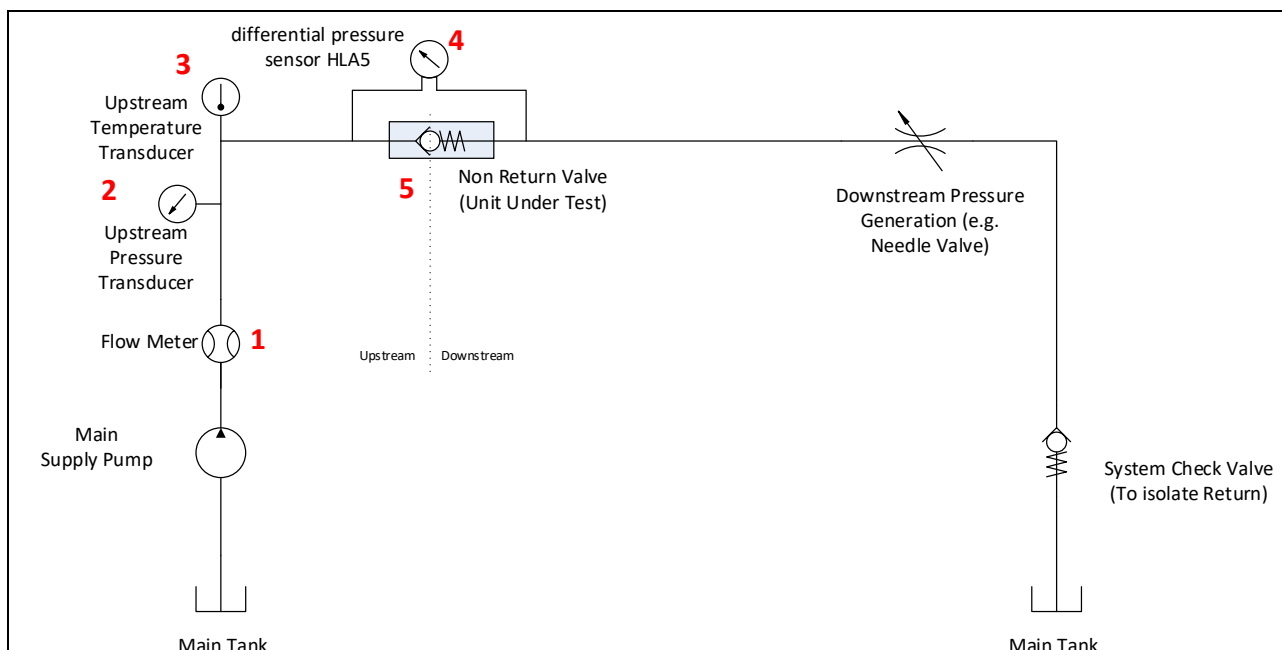 differential pressure
sensor HLA5
4
3
Upstream
Temperature
Transducer
2
Upstream
Pressure
Transducer
5
Non Return Valve
(Unit Under Test)
Downstream Pressure
Generation (e.g.
Needle Valve)
Flow Meter
1
Upstream
Downstream
Main
Supply Pump
System Check Valve
(To isolate Return)
Main Tank
Main Tank